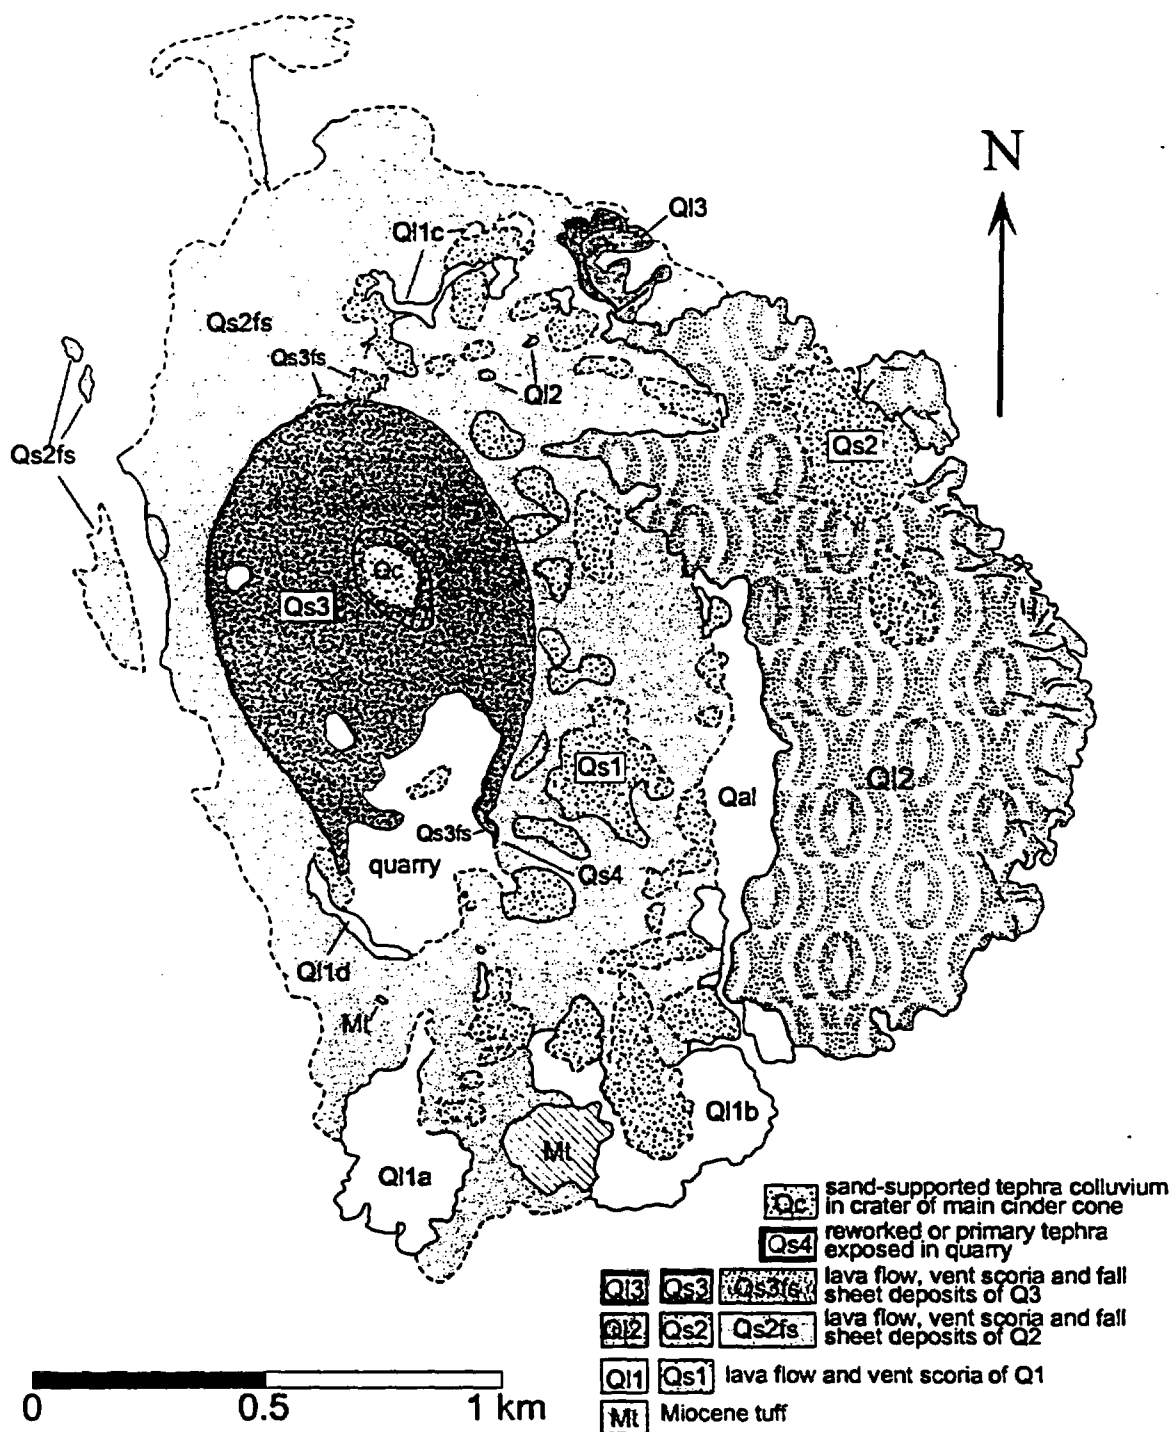 N
Ql3
Ql1c
Qs2fs
Qs3fs
Ql2
Qs2fs
Qs2
Qc
Qs3
Qs1
Ql2
Qal
Qs3fs
quarry
Qs4
Ql1d
Mt
Ql1b
Mt
Ql1a
Qc sand-supported tephra colluvium
in crater of main cinder cone
Qs4 reworked or primary tephra
exposed in quarry
Ql3 Qs3 Qs3fs lava flow, vent scoria and fall
sheet deposits of Q3
Ql2 Qs2 Qs2fs lava flow, vent scoria and fall
sheet deposits of Q2
Ql1 Qs1 lava flow and vent scoria of Q1
Mt Miocene tuff
0 0.5 1 km